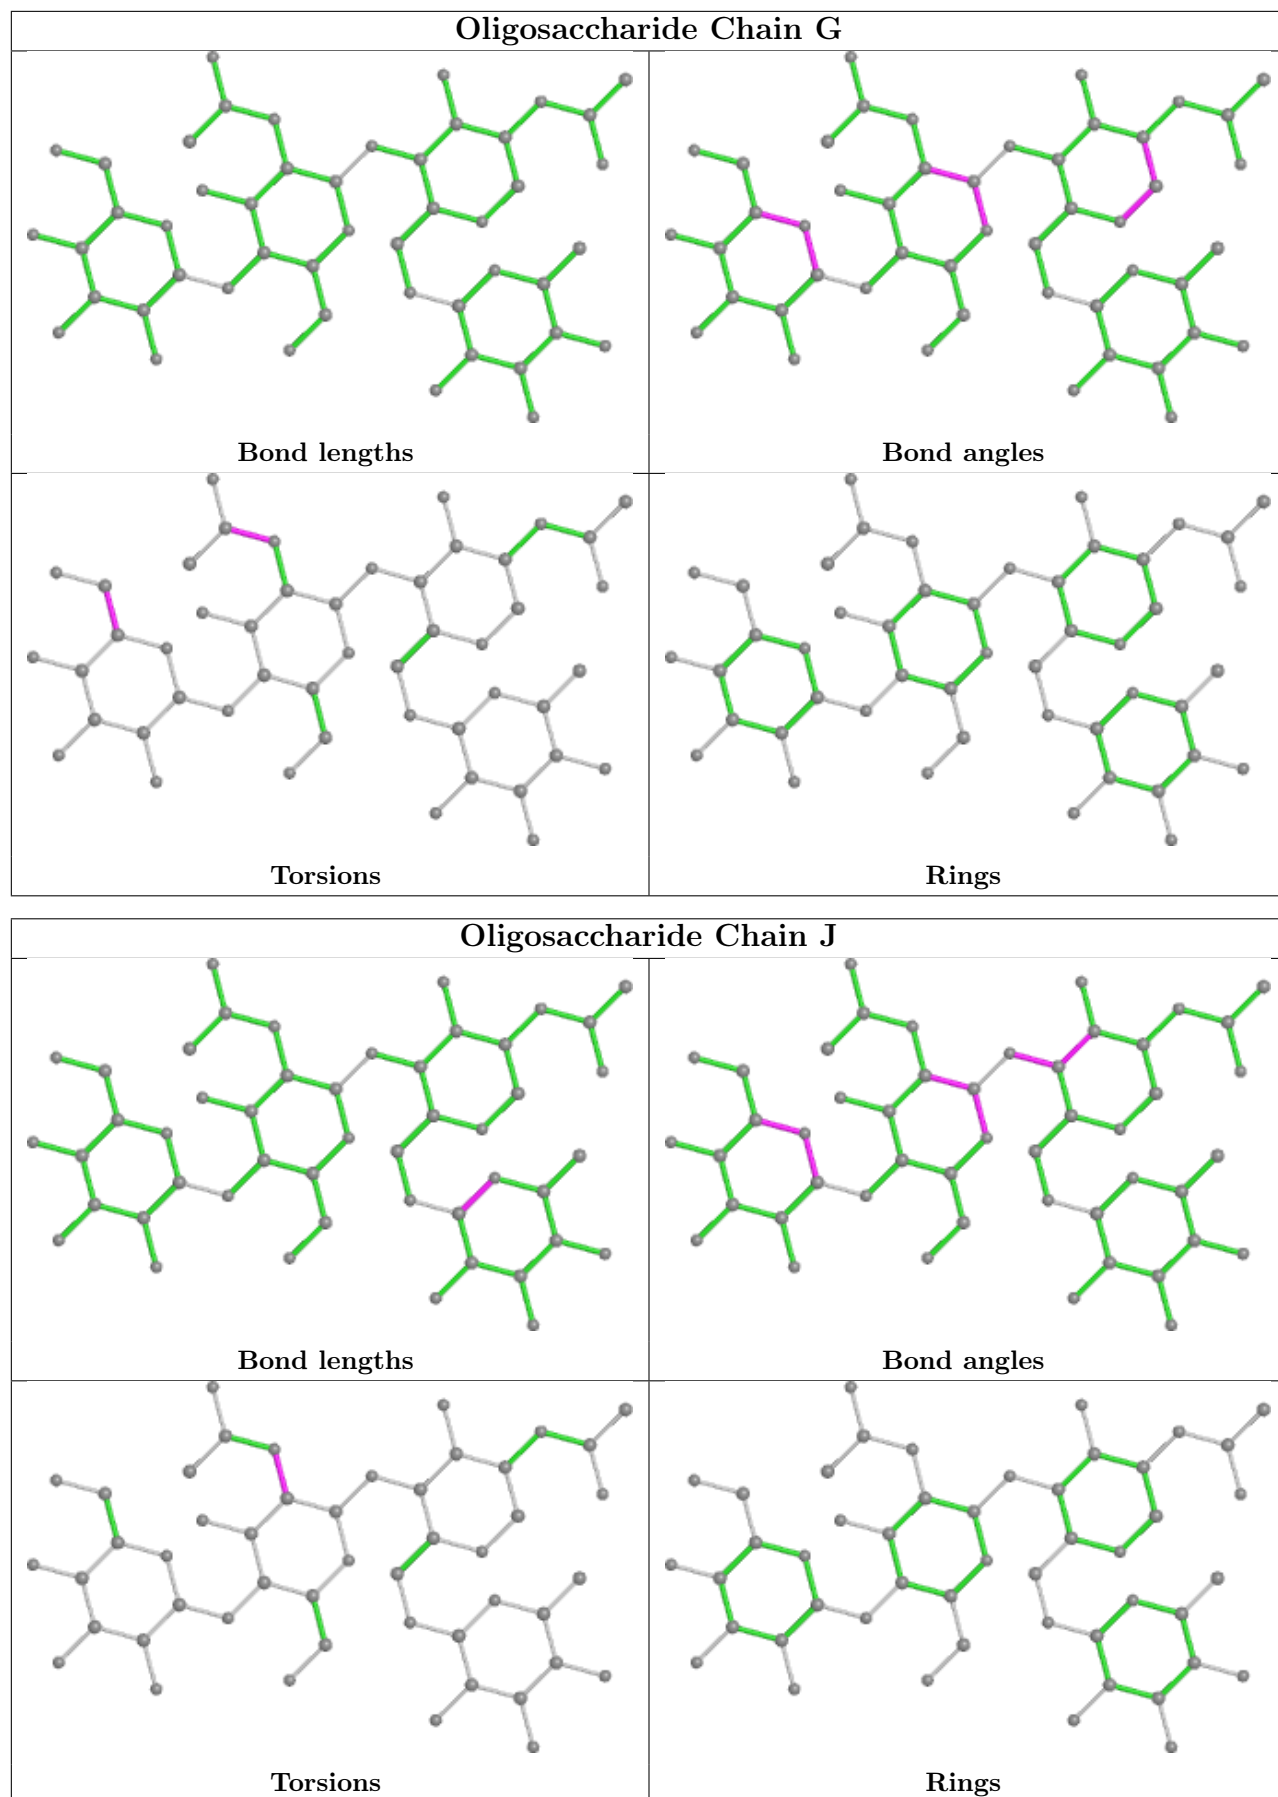 Oligosaccharide Chain G
Bond lengths
Bond angles
Torsions
Rings
Oligosaccharide Chain J
Bond lengths
Bond angles
Torsions
Rings